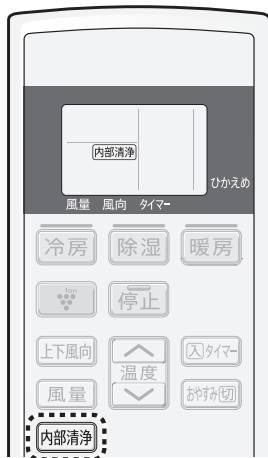 内部清浄
ひかえめ
風量 風向 タイマー
冷房 除湿 暖房
ion
停止
上下風向 温度 入タイマー
風量 おやすみ切
内部清浄